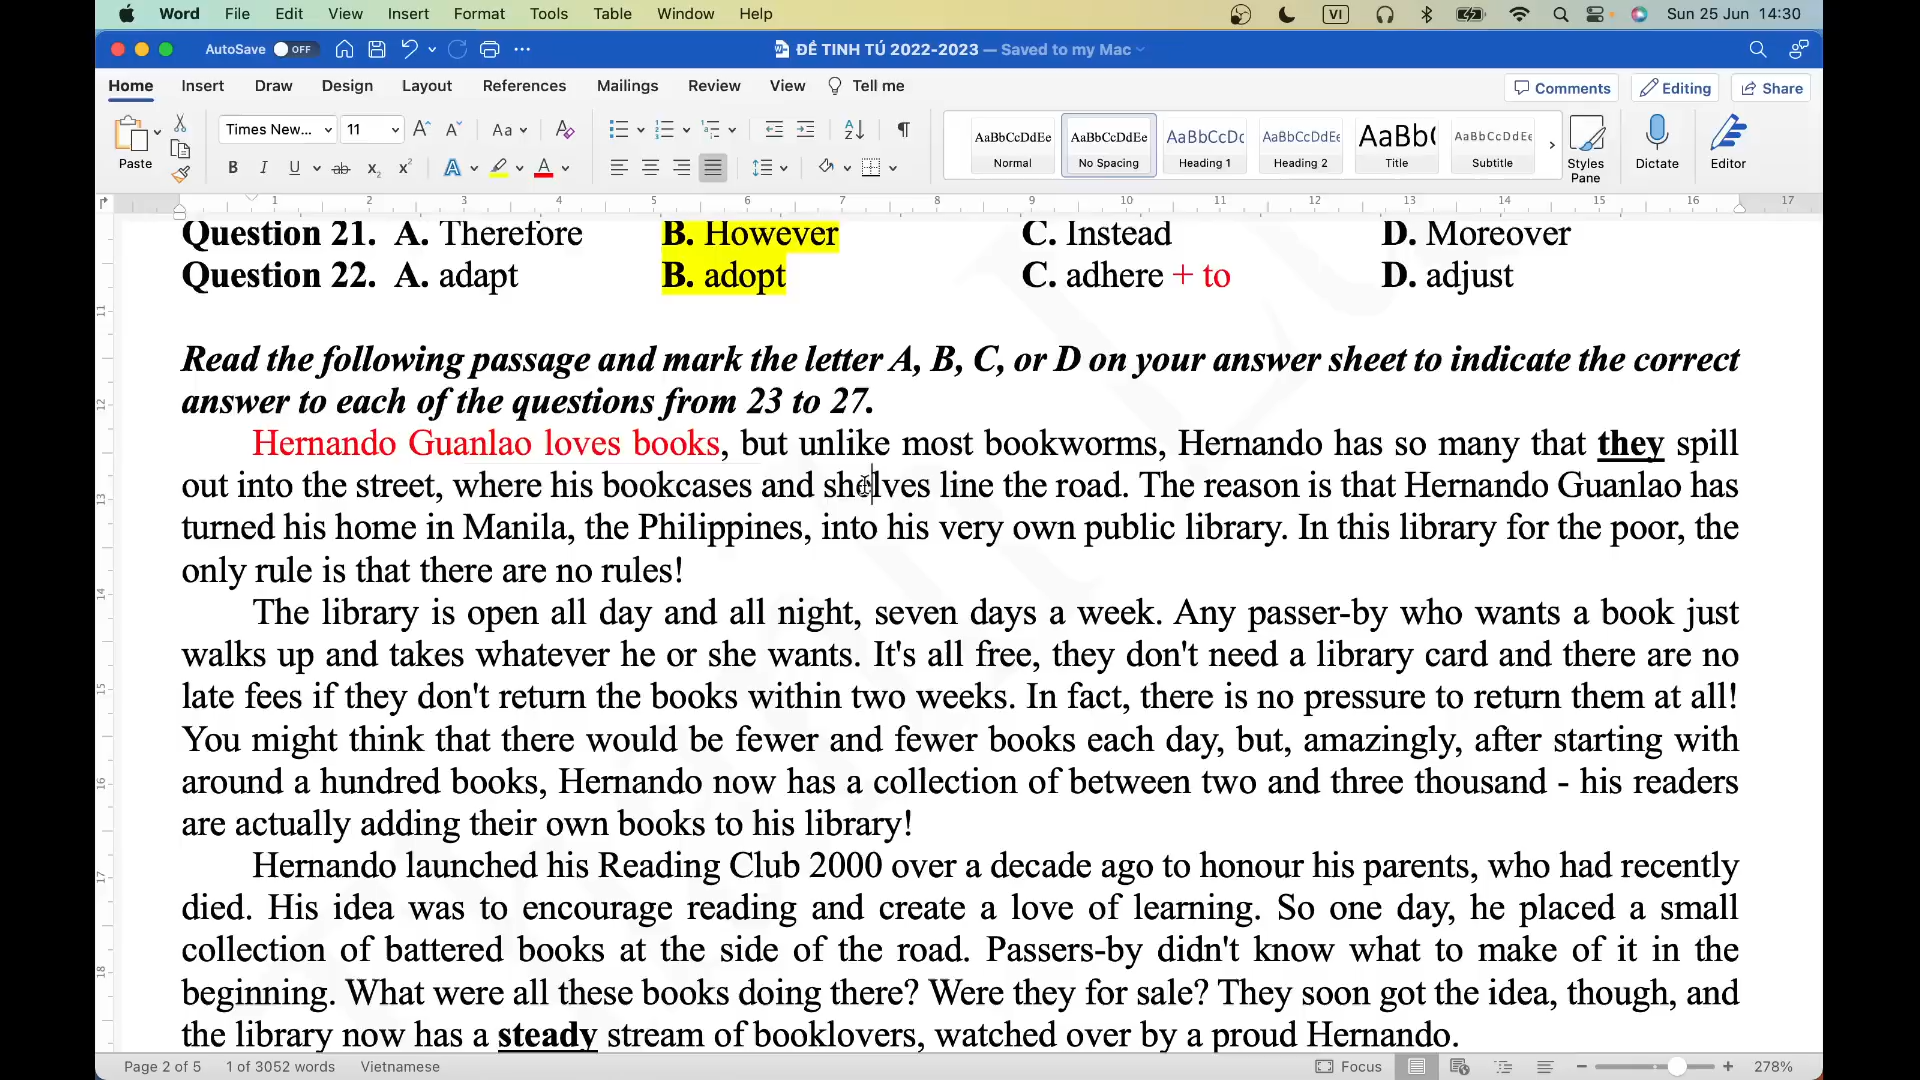 Word File Edit View Insert Format Tools Table Window Help VI Sun 25 Jun 14:30
AutoSave OFF ĐỀ TINH TÚ 2022-2023 — Saved to my Mac
Home Insert Draw Design Layout References Mailings Review View Tell me Comments Editing Share
Times New... 11 AaBbCcDdEe AaBbCcDdEe AaBbCcDc AaBbCcDdEe AaBb( AaBbCcDdEe
Paste Normal No Spacing Heading 1 Heading 2 Title Subtitle Styles Pane Dictate Editor
1 2 3 4 5 6 7 8 9 10 11 12 13 14 15 16 17
Question 21. A. Therefore B. However C. Instead D. Moreover
Question 22. A. adapt B. adopt C. adhere + to D. adjust
Read the following passage and mark the letter A, B, C, or D on your answer sheet to indicate the correct
answer to each of the questions from 23 to 27.
Hernando Guanlao loves books, but unlike most bookworms, Hernando has so many that they spill
out into the street, where his bookcases and shelves line the road. The reason is that Hernando Guanlao has
turned his home in Manila, the Philippines, into his very own public library. In this library for the poor, the
only rule is that there are no rules!
The library is open all day and all night, seven days a week. Any passer-by who wants a book just
walks up and takes whatever he or she wants. It's all free, they don't need a library card and there are no
late fees if they don't return the books within two weeks. In fact, there is no pressure to return them at all!
You might think that there would be fewer and fewer books each day, but, amazingly, after starting with
around a hundred books, Hernando now has a collection of between two and three thousand - his readers
are actually adding their own books to his library!
Hernando launched his Reading Club 2000 over a decade ago to honour his parents, who had recently
died. His idea was to encourage reading and create a love of learning. So one day, he placed a small
collection of battered books at the side of the road. Passers-by didn't know what to make of it in the
beginning. What were all these books doing there? Were they for sale? They soon got the idea, though, and
the library now has a steady stream of booklovers, watched over by a proud Hernando.
Page 2 of 5 1 of 3052 words Vietnamese Focus 278%